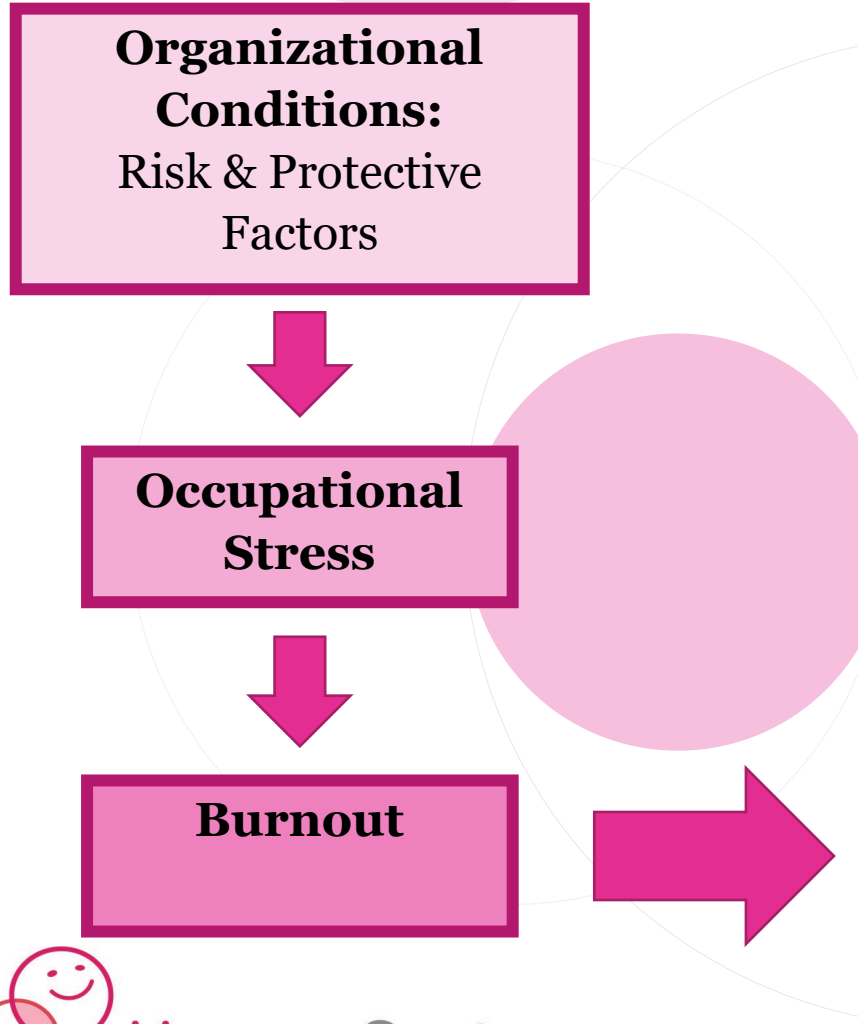 Organizational
Conditions:
Risk & Protective
Factors
Occupational
Stress
Burnout